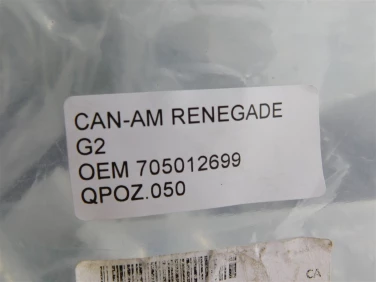 CAN-AM RENEGADE
G2
OEM 705012699
QPOZ.050
CA